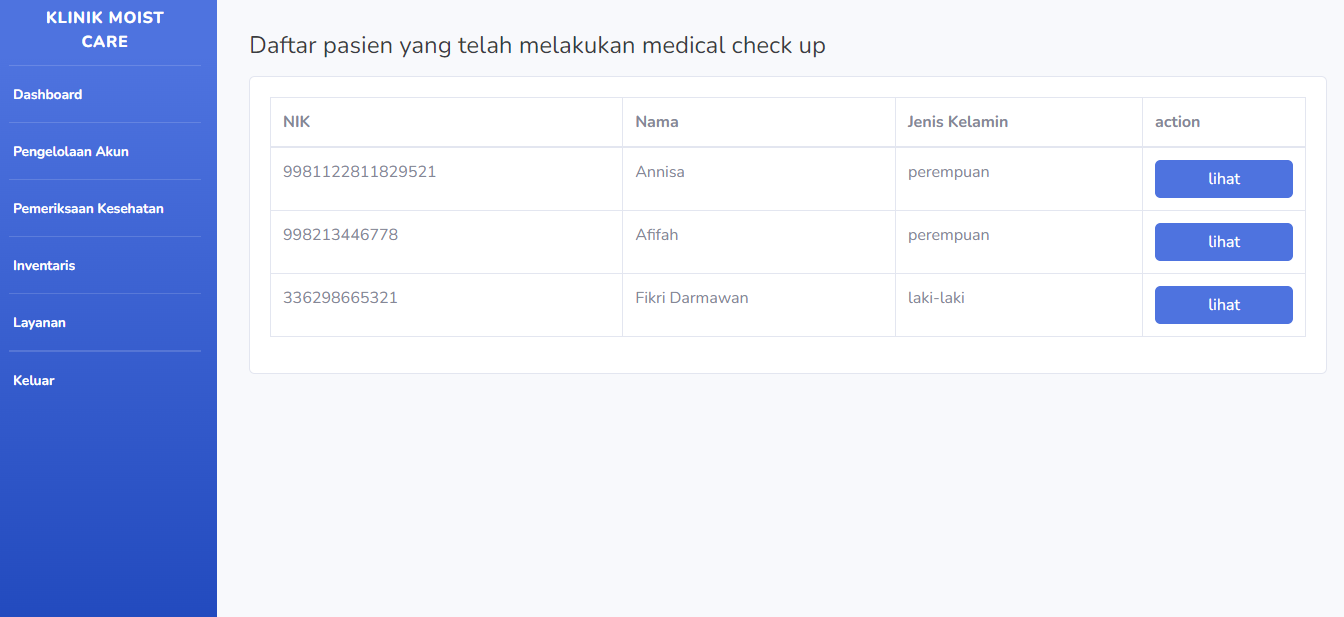 KLINIK MOIST
CARE
Dashboard
Pengelolaan Akun
Pemeriksaan Kesehatan
Inventaris
Layanan
Keluar
Daftar pasien yang telah melakukan medical check up
NIK Nama Jenis Kelamin action
9981122811829521 Annisa perempuan lihat
998213446778 Afifah perempuan lihat
336298665321 Fikri Darmawan laki-laki lihat